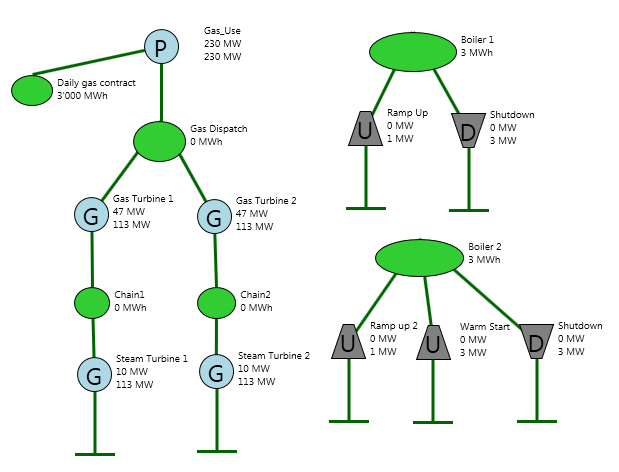 Gas_Use
230 MW
230 MW
P
Daily gas contract
3'000 MWh
Gas Dispatch
0 MWh
Gas Turbine 1
47 MW
113 MW
G
Gas Turbine 2
47 MW
113 MW
G
Chain1
0 MWh
Chain2
0 MWh
Steam Turbine 1
10 MW
113 MW
G
Steam Turbine 2
10 MW
113 MW
G
Boiler 1
3 MWh
Ramp Up
0 MW
1 MW
U
Shutdown
0 MW
3 MW
D
Boiler 2
3 MWh
Ramp up 2
0 MW
1 MW
U
Warm Start
0 MW
3 MW
U
Shutdown
0 MW
3 MW
D